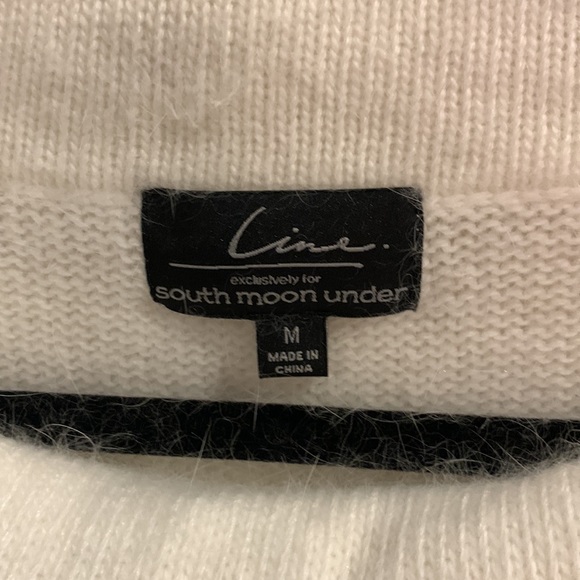 Line.
exclusively for
south moon under
M
MADE IN
CHINA